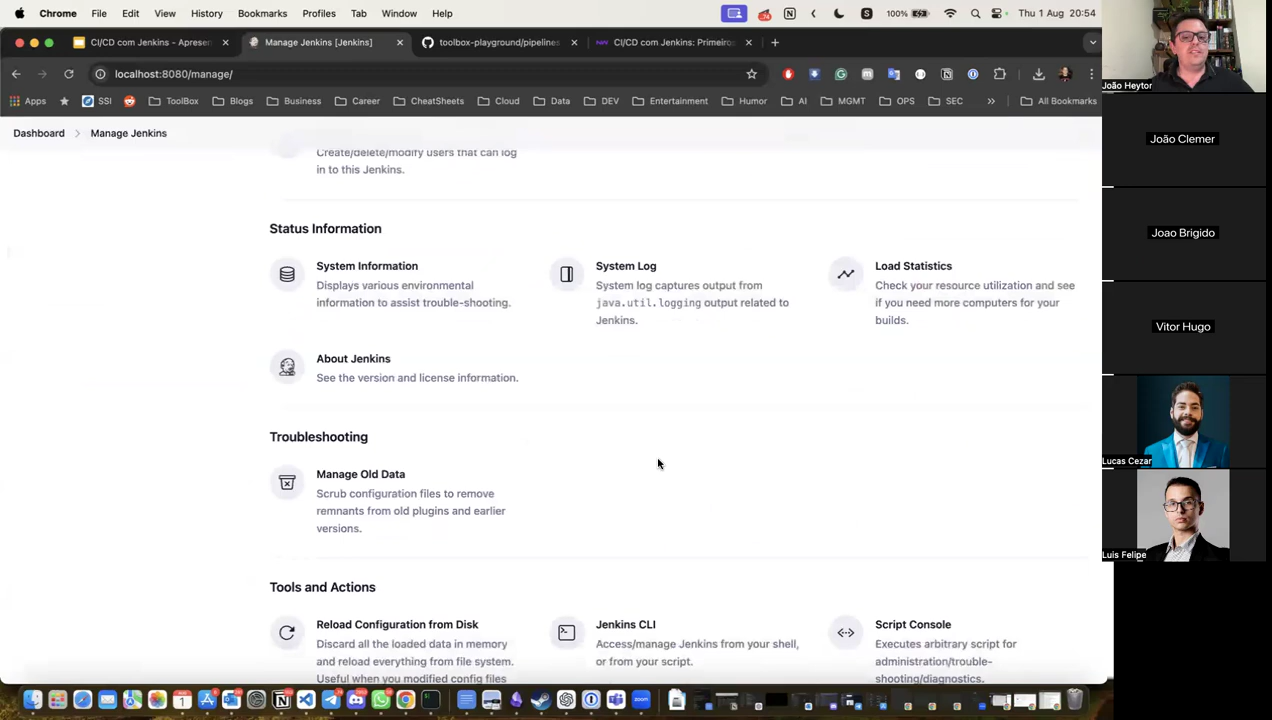 Chrome File Edit View History Bookmarks Profiles Tab Window Help 100% Thu 1 Aug 20:54
CI/CD com Jenkins - Apresen
Manage Jenkins [Jenkins]
toolbox-playground/pipelines
CI/CD com Jenkins: Primeiros
localhost:8080/manage/
Apps SSI ToolBox Blogs Business Career CheatSheets Cloud Data DEV Entertainment Humor AI MGMT OPS SEC » All Bookmarks
Dashboard > Manage Jenkins
Create/delete/modify users that can log
in to this Jenkins.
Status Information
System Information
Displays various environmental
information to assist trouble-shooting.
System Log
System log captures output from
java.util.logging output related to
Jenkins.
Load Statistics
Check your resource utilization and see
if you need more computers for your
builds.
About Jenkins
See the version and license information.
Troubleshooting
Manage Old Data
Scrub configuration files to remove
remnants from old plugins and earlier
versions.
Tools and Actions
Reload Configuration from Disk
Discard all the loaded data in memory
and reload everything from file system.
Useful when you modified config files
Jenkins CLI
Access/manage Jenkins from your shell,
or from your script.
Script Console
Executes arbitrary script for
administration/trouble-
shooting/diagnostics.
João Heytor
João Clemer
Joao Brigido
Vitor Hugo
Lucas Cezar
Luis Felipe
zoom